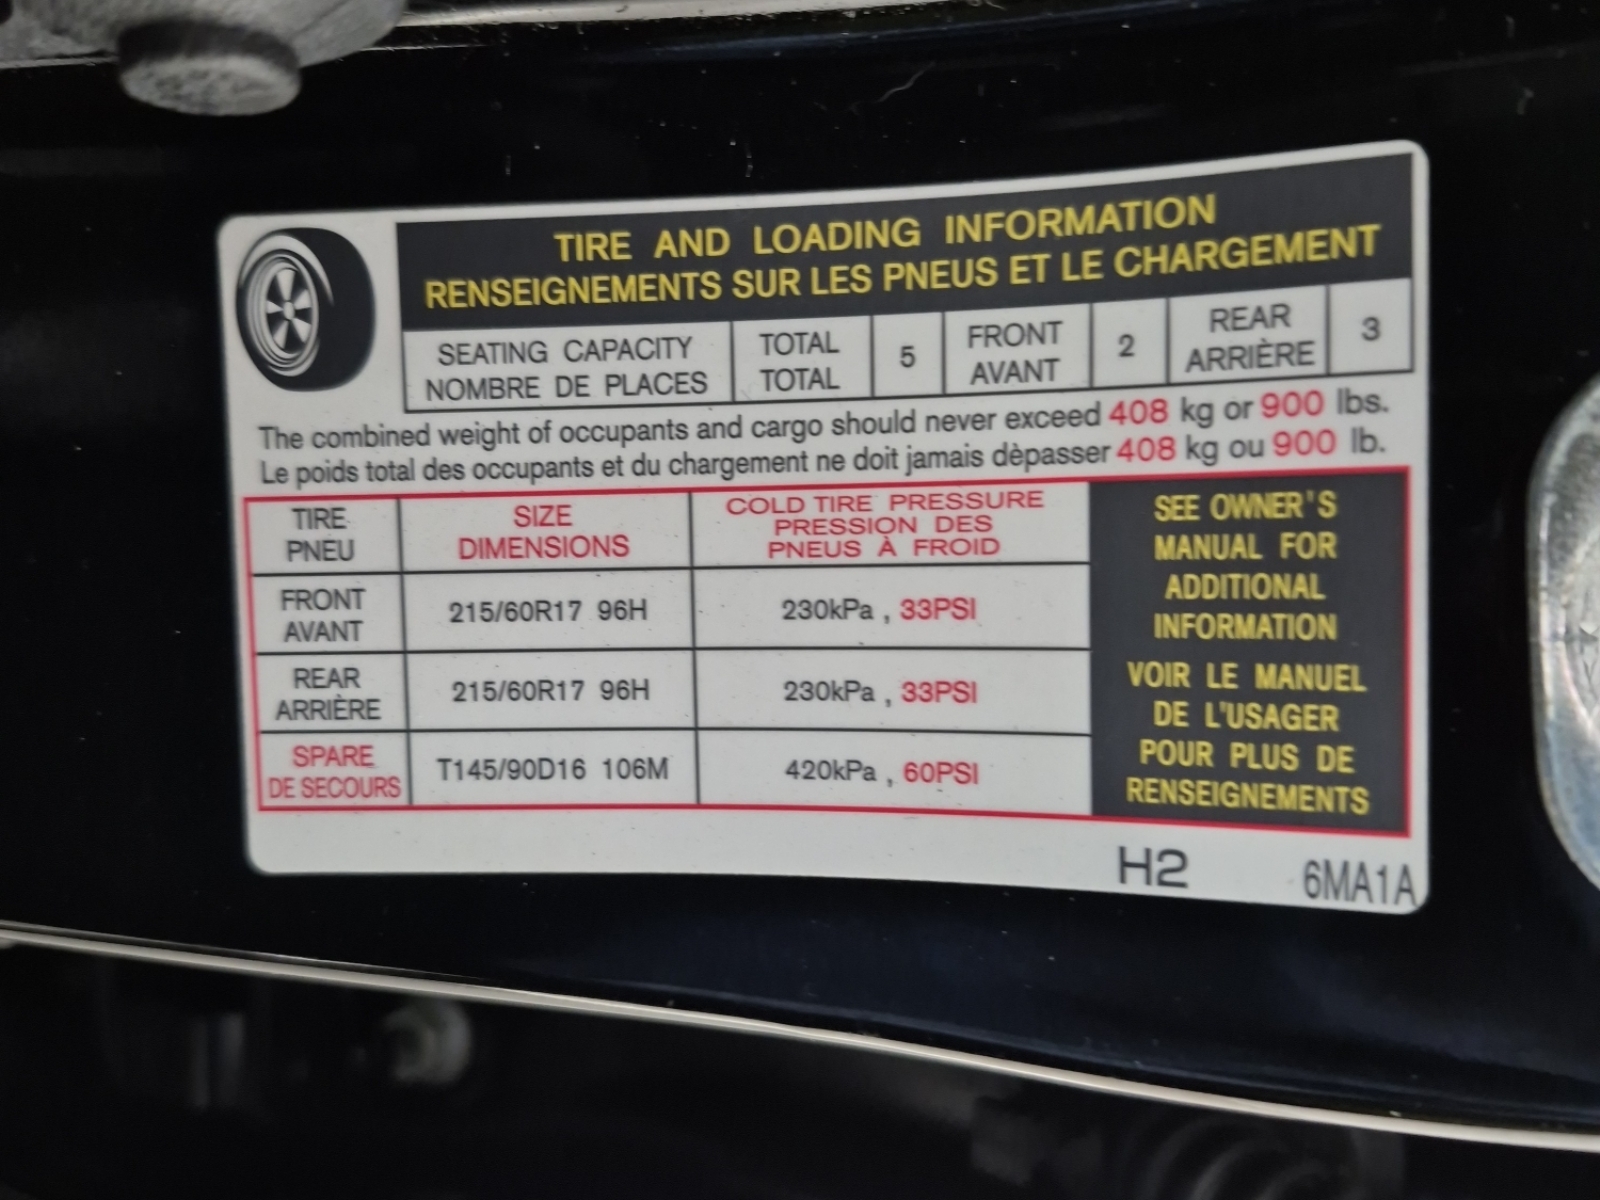 TIRE AND LOADING INFORMATION
RENSEIGNEMENTS SUR LES PNEUS ET LE CHARGEMENT
SEATING CAPACITY
NOMBRE DE PLACES
TOTAL
TOTAL
5
FRONT
AVANT
2
REAR
ARRIÈRE
3
The combined weight of occupants and cargo should never exceed 408 kg or 900 lbs.
Le poids total des occupants et du chargement ne doit jamais dèpasser 408 kg ou 900 lb.
TIRE
PNEU
SIZE
DIMENSIONS
COLD TIRE PRESSURE
PRESSION DES
PNEUS À FROID
FRONT
AVANT
215/60R17 96H
230kPa , 33PSI
REAR
ARRIÈRE
215/60R17 96H
230kPa , 33PSI
SPARE
DE SECOURS
T145/90D16 106M
420kPa , 60PSI
SEE OWNER'S
MANUAL FOR
ADDITIONAL
INFORMATION
VOIR LE MANUEL
DE L'USAGER
POUR PLUS DE
RENSEIGNEMENTS
H2 6MA1A